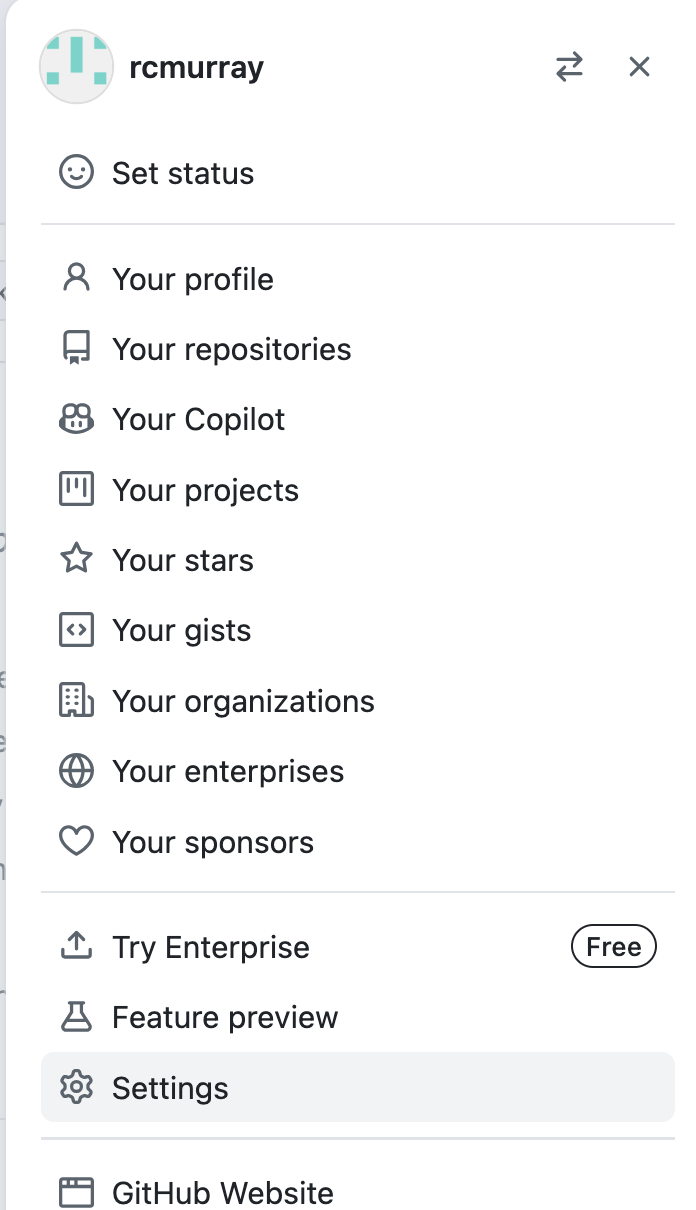 rcmurray
Set status
Your profile
Your repositories
Your Copilot
Your projects
Your stars
Your gists
Your organizations
Your enterprises
Your sponsors
Try Enterprise Free
Feature preview
Settings
GitHub Website